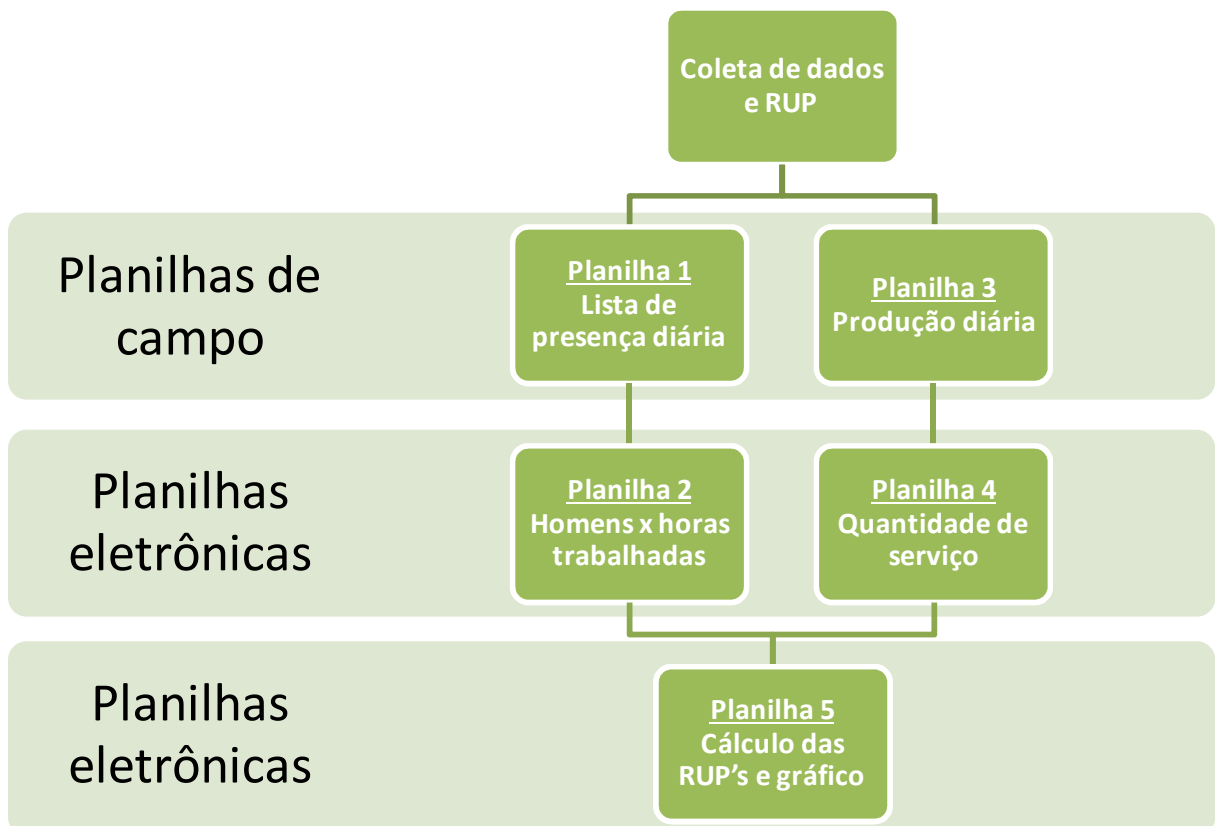 Coleta de dados
e RUP
Planilhas de
campo
Planilha 1
Lista de
presença diária
Planilha 3
Produção diária
Planilhas
eletrônicas
Planilha 2
Homens x horas
trabalhadas
Planilha 4
Quantidade de
serviço
Planilhas
eletrônicas
Planilha 5
Cálculo das
RUP’s e gráfico